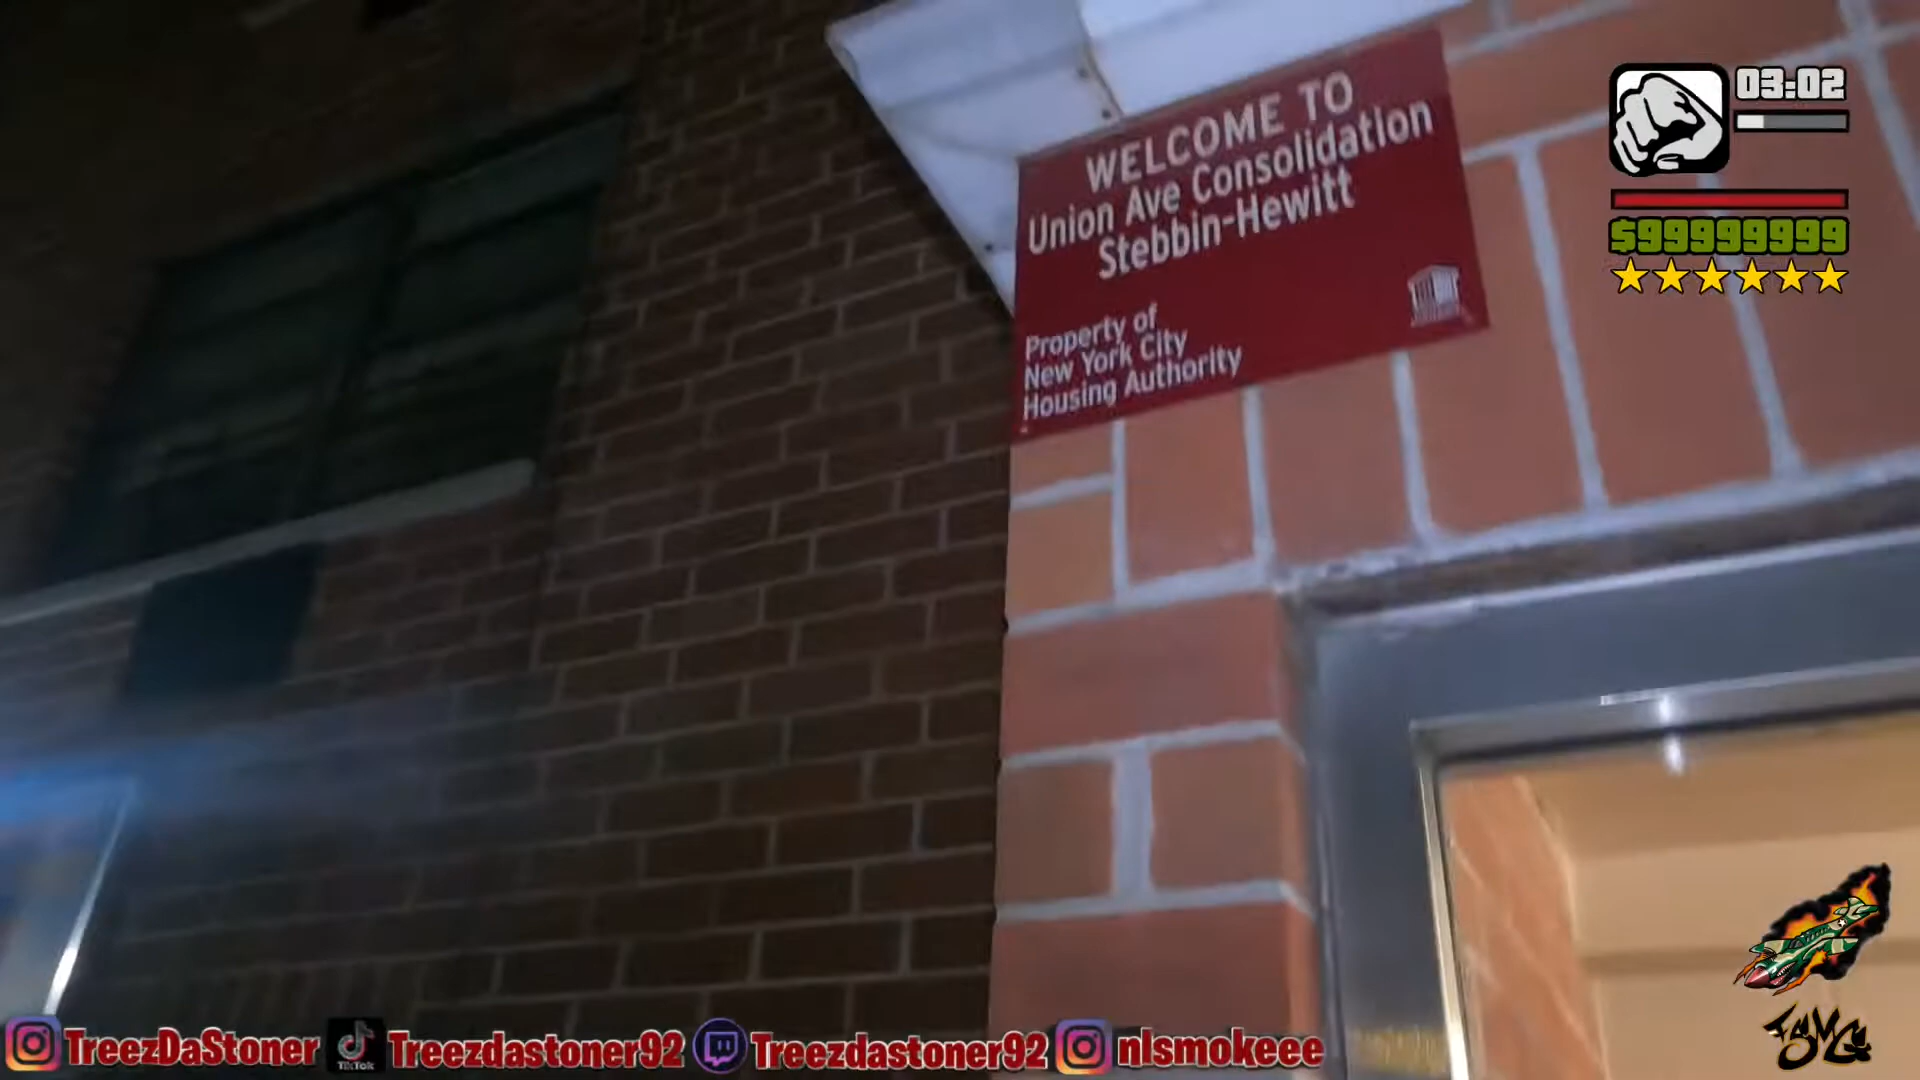 WELCOME TO
Union Ave Consolidation
Stebbin-Hewitt
Property of
New York City
Housing Authority
03:02
$99999999
TreezDaStoner
TikTok
Treezdastoner92
Treezdastoner92
nlsmokeee